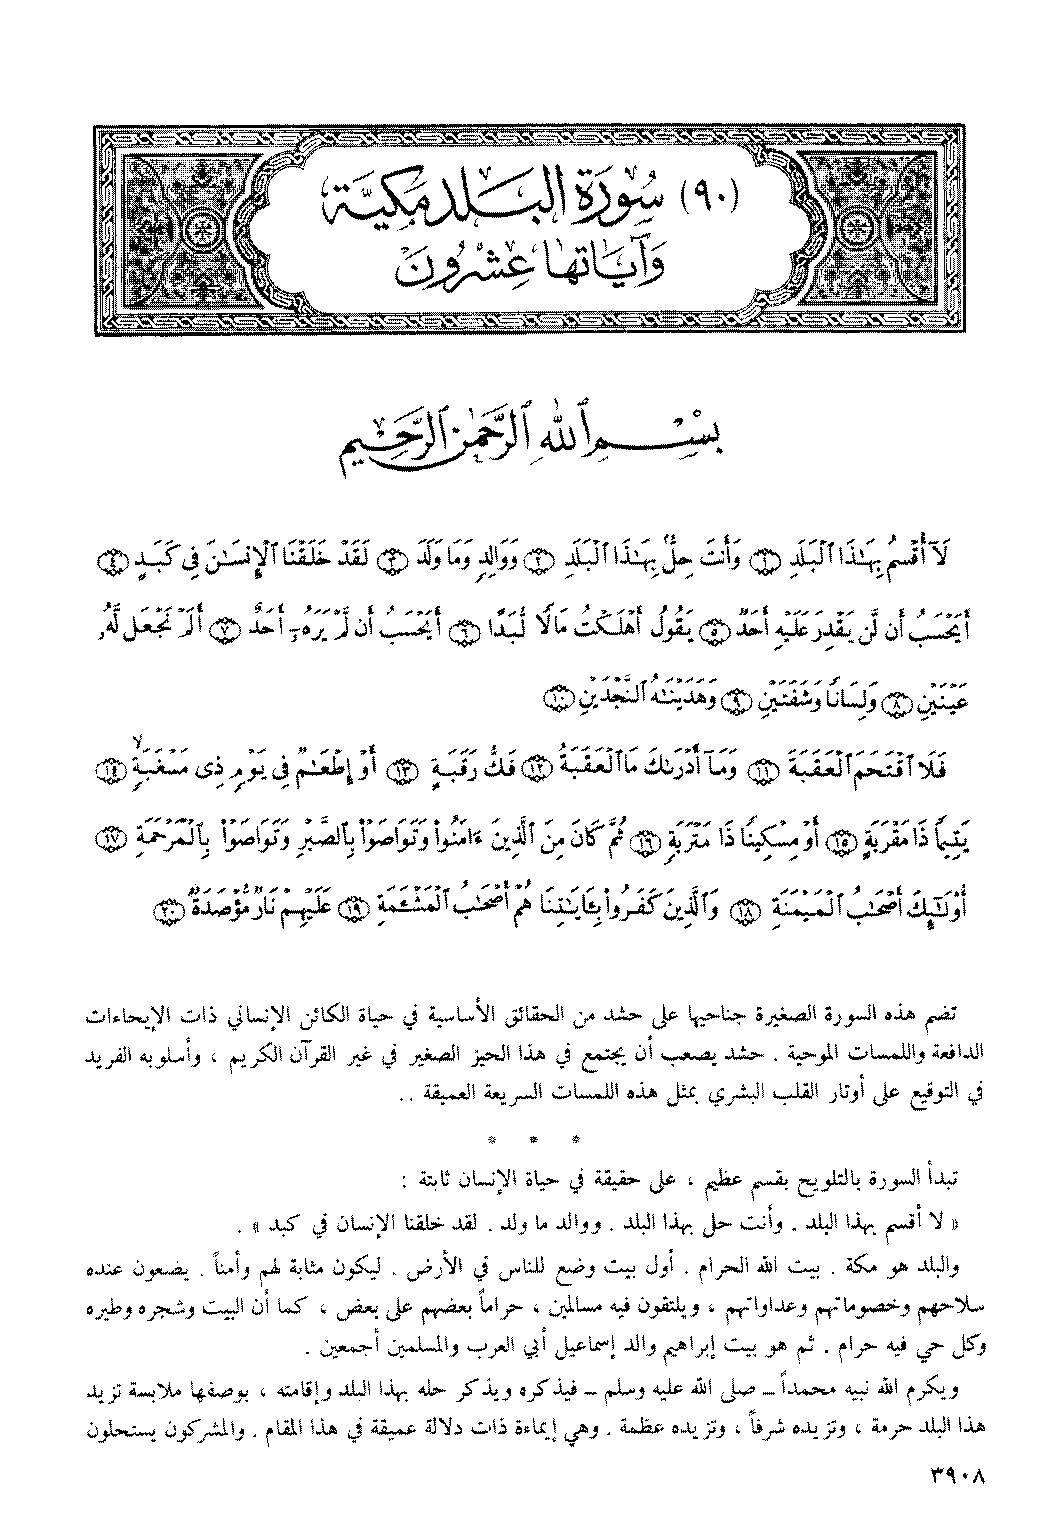 (٩٠) سُورَةُ البَلَدِ مَكِيَّة
وَآيَاتُهَا عِشْرُونَ
بِسْمِ ٱللَّهِ ٱلرَّحْمَٰنِ ٱلرَّحِيمِ
لَآ أُقْسِمُ بِهَٰذَا ٱلْبَلَدِ ١ وَأَنتَ حِلٌّۢ بِهَٰذَا ٱلْبَلَدِ ٢ وَوَالِدٍ وَمَا وَلَدَ ٣ لَقَدْ خَلَقْنَا ٱلْإِنسَٰنَ فِى كَبَدٍ ٤
أَيَحْسَبُ أَن لَّن يَقْدِرَ عَلَيْهِ أَحَدٌ ٥ يَقُولُ أَهْلَكْتُ مَالًا لُّبَدًا ٦ أَيَحْسَبُ أَن لَّمْ يَرَهُۥٓ أَحَدٌ ٧ أَلَمْ نَجْعَل لَّهُۥ
عَيْنَيْنِ ٨ وَلِسَانًا وَشَفَتَيْنِ ٩ وَهَدَيْنَٰهُ ٱلنَّجْدَيْنِ ١٠
فَلَا ٱقْتَحَمَ ٱلْعَقَبَةَ ١١ وَمَآ أَدْرَىٰكَ مَا ٱلْعَقَبَةُ ١٢ فَكُّ رَقَبَةٍ ١٣ أَوْ إِطْعَٰمٌ فِى يَوْمٍ ذِى مَسْغَبَةٍ ١٤
يَتِيمًا ذَا مَقْرَبَةٍ ١٥ أَوْ مِسْكِينًا ذَا مَتْرَبَةٍ ١٦ ثُمَّ كَانَ مِنَ ٱلَّذِينَ ءَامَنُوا۟ وَتَوَاصَوْا۟ بِٱلصَّبْرِ وَتَوَاصَوْا۟ بِٱلْمَرْحَمَةِ ١٧
أُو۟لَٰٓئِكَ أَصْحَٰبُ ٱلْمَيْمَنَةِ ١٨ وَٱلَّذِينَ كَفَرُوا۟ بِـَٔايَٰتِنَا هُمْ أَصْحَٰبُ ٱلْمَشْـَٔمَةِ ١٩ عَلَيْهِمْ نَارٌ مُّؤْصَدَةٌۢ ٢٠
تضم هذه السورة الصغيرة جناحيها على حشد من الحقائق الأساسية في حياة الكائن الإنساني ذات الإيحاءات
الدافعة واللمسات الموحية . حشد يصعب أن يجتمع في هذا الحيز الصغير في غير القرآن الكريم ، وأسلوبه الفريد
في التوقيع على أوتار القلب البشري بمثل هذه اللمسات السريعة العميقة . .
* * *
تبدأ السورة بالتلويح بقسم عظيم ، على حقيقة في حياة الإنسان ثابتة :
« لا أقسم بهذا البلد . وأنت حل بهذا البلد . ووالد ما ولد . لقد خلقنا الإنسان في كبد » .
والبلد هو مكة . بيت الله الحرام . أول بيت وضع للناس في الأرض . ليكون مثابة لهم وأمناً . يضعون عنده
سلاحهم وخصوماتهم وعداواتهم ، ويلتقون فيه مسالمين ، حراماً بعضهم على بعض ، كما أن البيت وشجره وطيره
وكل حي فيه حرام . ثم هو بيت إبراهيم والد إسماعيل أبي العرب والمسلمين أجمعين .
ويكرم الله نبيه محمداً – صلى الله عليه وسلم – فيذكره ويذكر حله بهذا البلد وإقامته ، بوصفها ملابسة تزيد
هذا البلد حرمة ، وتزيده شرفاً ، وتزيده عظمة . وهي إيماءة ذات دلالة عميقة في هذا المقام . والمشركون يستحلون
٣٩٠٨